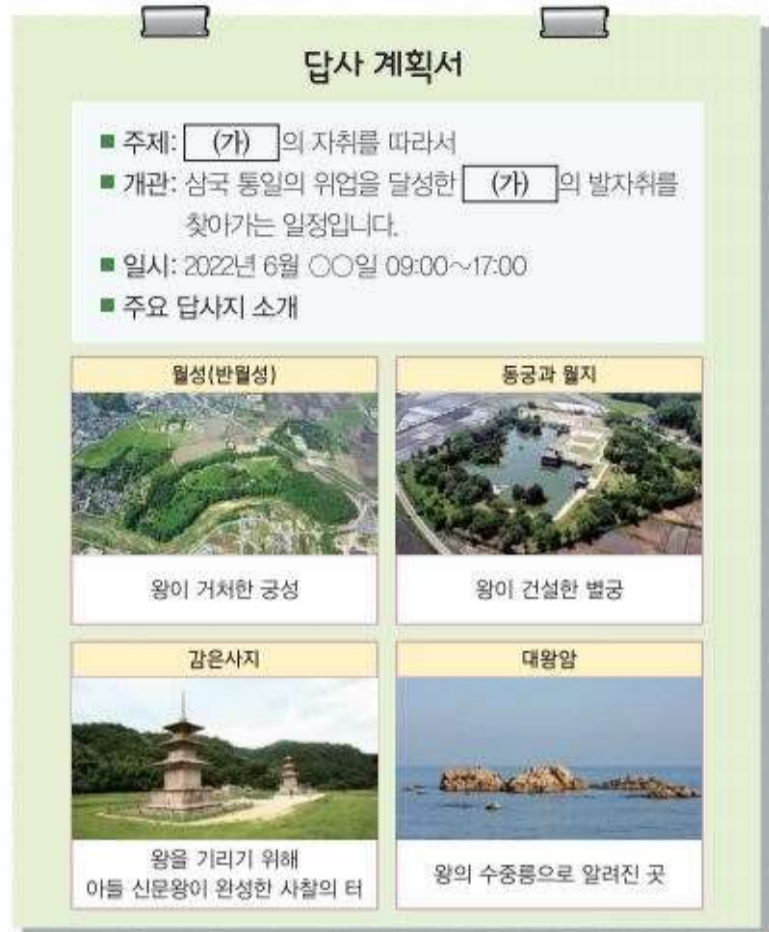 답사 계획서
■ 주제: (가) 의 자취를 따라서
■ 개관: 삼국 통일의 위업을 달성한 (가) 의 발자취를
찾아가는 일정입니다.
■ 일시: 2022년 6월 ○○일 09:00~17:00
■ 주요 답사지 소개
월성(반월성)
왕이 거처한 궁성
동궁과 월지
왕이 건설한 별궁
감은사지
왕을 기리기 위해
아들 신문왕이 완성한 사찰의 터
대왕암
왕의 수중릉으로 알려진 곳